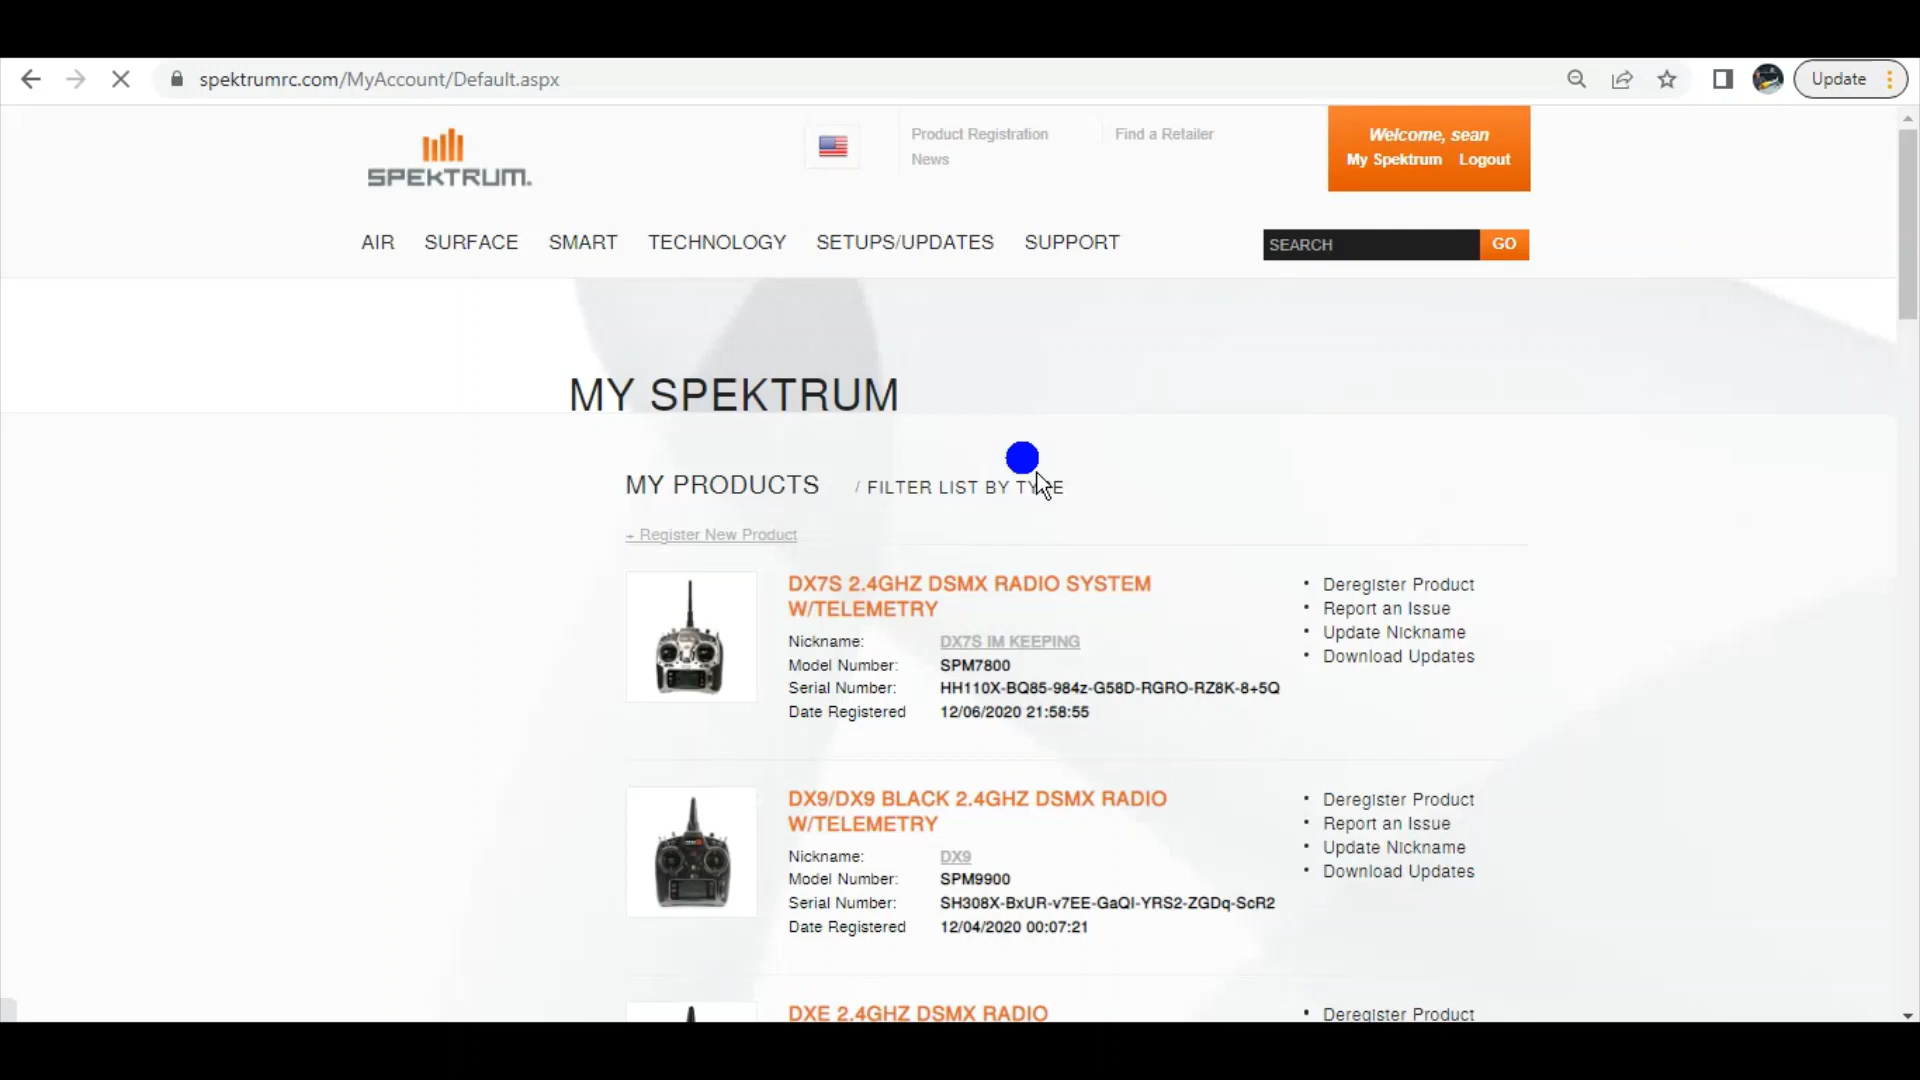 spektrumrc.com/MyAccount/Default.aspx
Update
SPEKTRUM.
Product Registration
Find a Retailer
News
Welcome, sean
My Spektrum Logout
AIR SURFACE SMART TECHNOLOGY SETUPS/UPDATES SUPPORT
SEARCH GO
MY SPEKTRUM
MY PRODUCTS / FILTER LIST BY TYPE
+ Register New Product
DX7S 2.4GHZ DSMX RADIO SYSTEM
W/TELEMETRY
Nickname: DX7S IM KEEPING
Model Number: SPM7800
Serial Number: HH110X-BQ85-984z-G58D-RGRO-RZ8K-8+5Q
Date Registered 12/06/2020 21:58:55
• Deregister Product
• Report an Issue
• Update Nickname
• Download Updates
DX9/DX9 BLACK 2.4GHZ DSMX RADIO
W/TELEMETRY
Nickname: DX9
Model Number: SPM9900
Serial Number: SH308X-BxUR-v7EE-GaQI-YRS2-ZGDq-ScR2
Date Registered 12/04/2020 00:07:21
• Deregister Product
• Report an Issue
• Update Nickname
• Download Updates
DXE 2.4GHZ DSMX RADIO
• Deregister Product